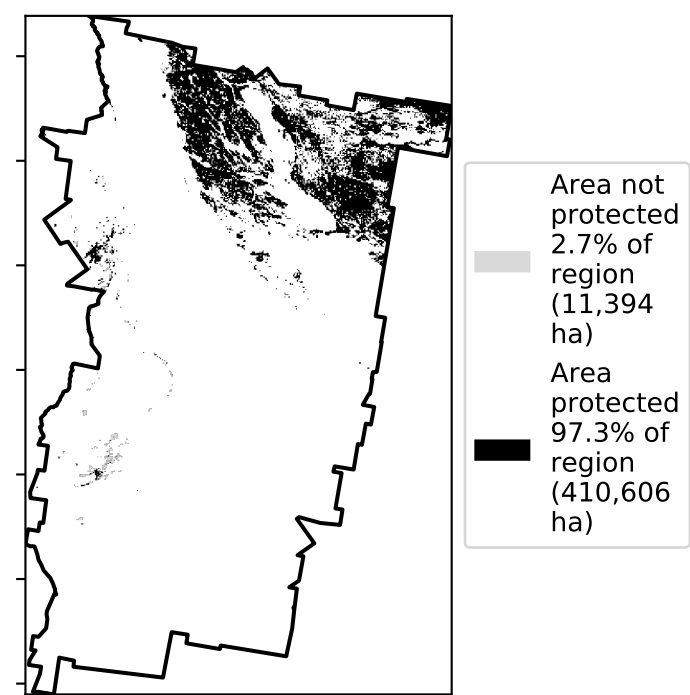 Area not
protected
2.7% of
region
(11,394
ha)
Area
protected
97.3% of
region
(410,606
ha)